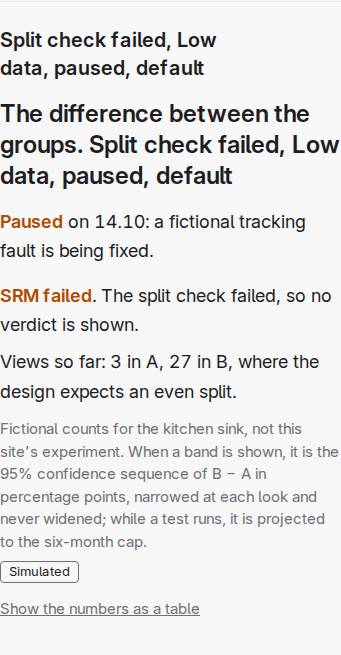 Split check failed, Low
data, paused, default
The difference between the
groups. Split check failed, Low
data, paused, default
Paused on 14.10: a fictional tracking
fault is being fixed.
SRM failed. The split check failed, so no
verdict is shown.
Views so far: 3 in A, 27 in B, where the
design expects an even split.
Fictional counts for the kitchen sink, not this
site's experiment. When a band is shown, it is the
95% confidence sequence of B − A in
percentage points, narrowed at each look and
never widened; while a test runs, it is projected
to the six-month cap.
Simulated
Show the numbers as a table